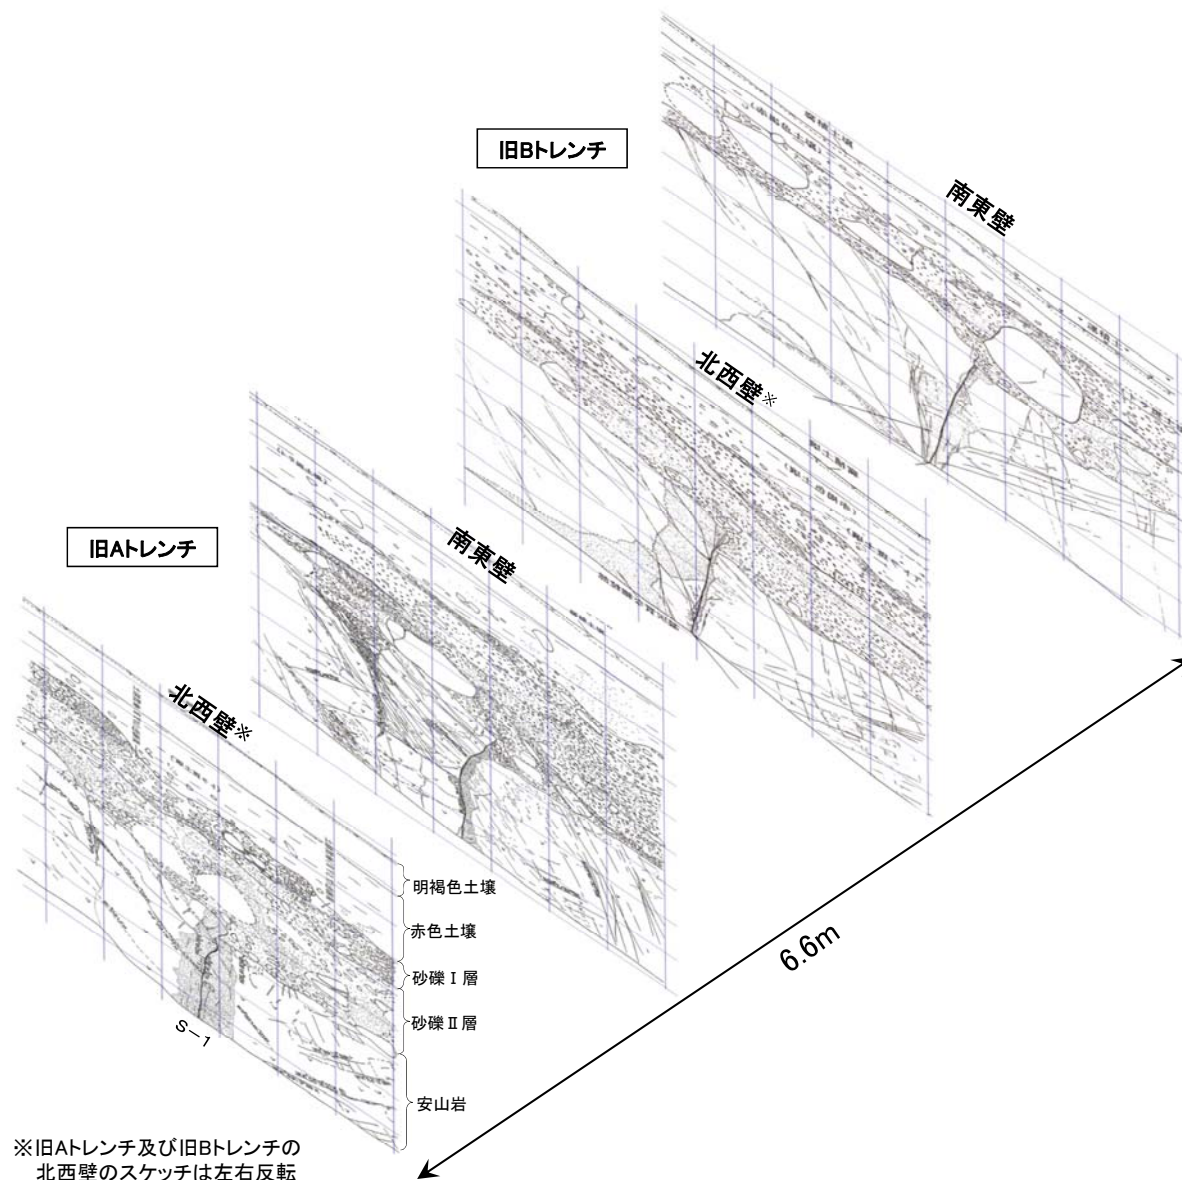 旧Bトレンチ
南東壁
北西壁※
旧Aトレンチ
南東壁
北西壁※
明褐色土壌
赤色土壌
砂礫Ⅰ層
砂礫Ⅱ層
安山岩
S-1
6.6m
※旧Aトレンチ及び旧Bトレンチの
北西壁のスケッチは左右反転